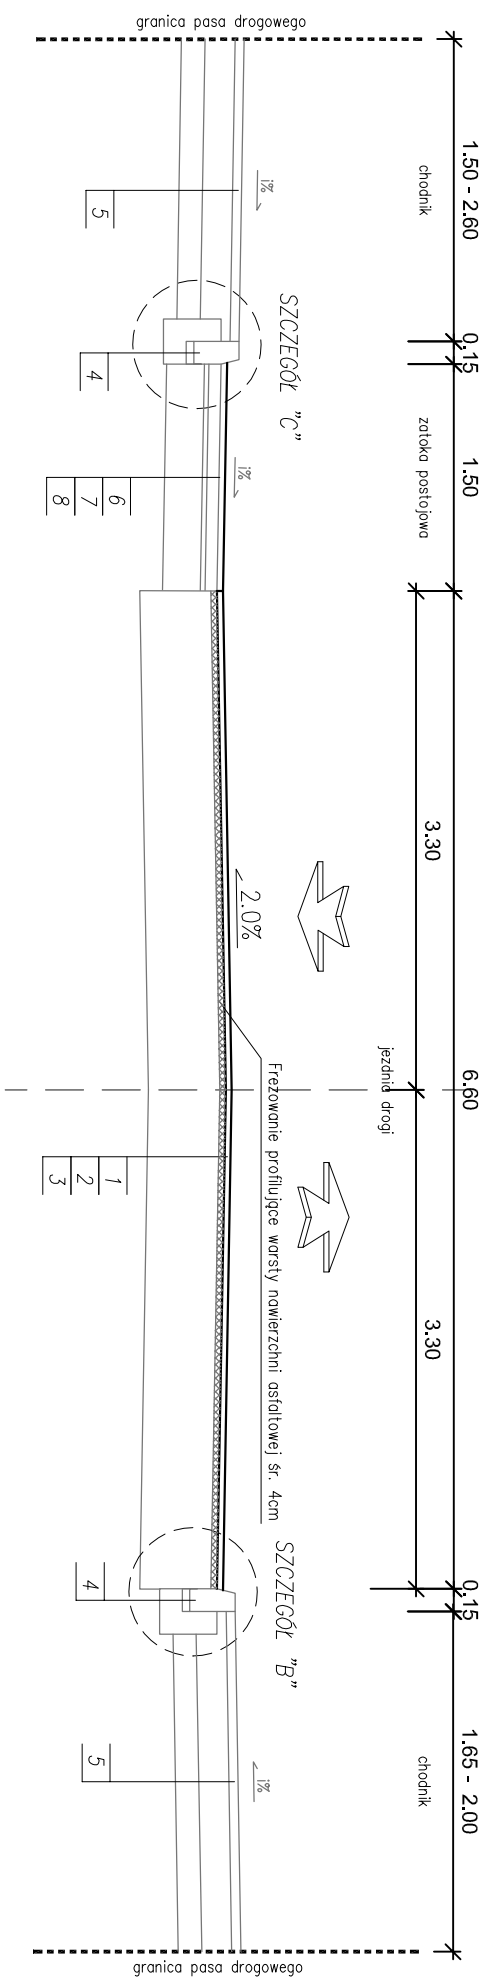 granica pasa drogowego
1.50 - 2.60
0.15
1.50
6.60
0.15
1.65 - 2.00
chodnik
zatoka postojowa
3.30
3.30
jezdnia drogi
chodnik
SZCZEGÓŁ "C"
SZCZEGÓŁ "B"
i%
i%
2.0%
i%
Frezowanie profilujące warsty nawierzchni asfaltowej śr. 4cm
5
4
6
7
8
1
2
3
4
5
granica pasa drogowego